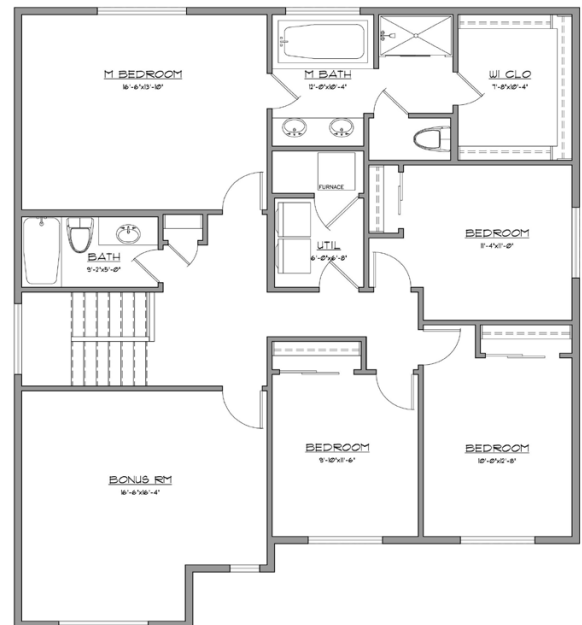 M BEDROOM
16'-6"x13'-10"
M BATH
12'-0"x10'-4"
WI CLO
7'-8"x10'-4"
FURNACE
BEDROOM
11'-4"x11'-0"
UTIL
6'-0"x6'-8"
BATH
9'-2"x5'-0"
BEDROOM
9'-10"x11'-6"
BEDROOM
10'-0"x12'-8"
BONUS RM
16'-6"x16'-4"